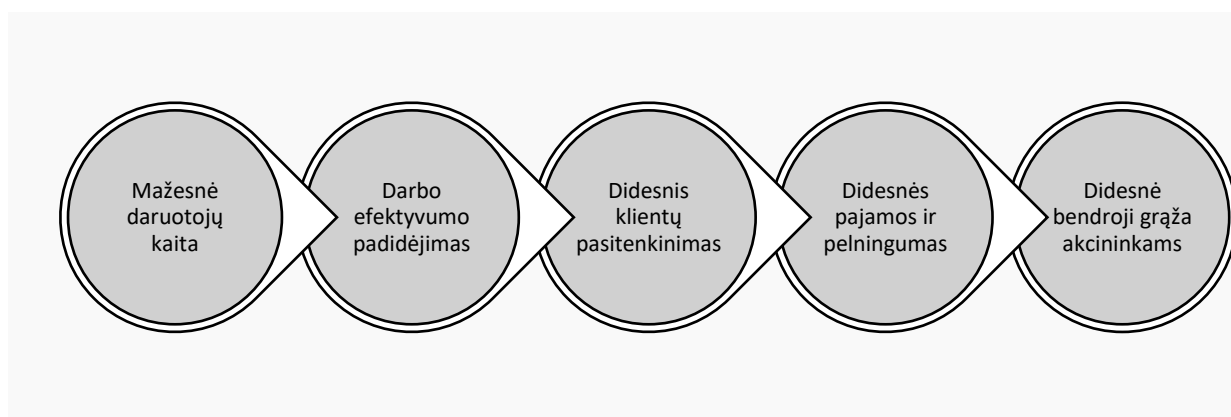 Mažesnė
daruotojų
kaita
Darbo
efektyvumo
padidėjimas
Didesnis
klientų
pasitenkinimas
Didesnės
pajamos ir
pelningumas
Didesnė
bendroji grąža
akcininkams